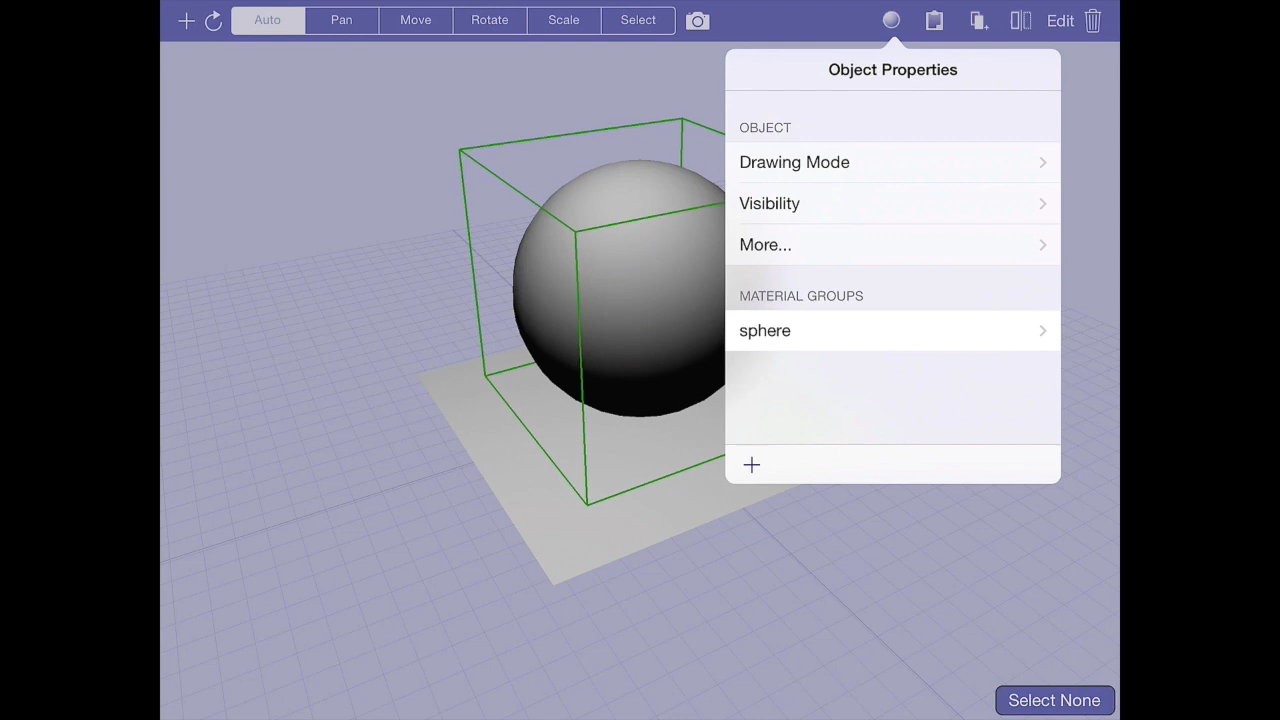 Auto Pan Move Rotate Scale Select Edit
Object Properties
OBJECT
Drawing Mode
Visibility
More...
MATERIAL GROUPS
sphere
Select None